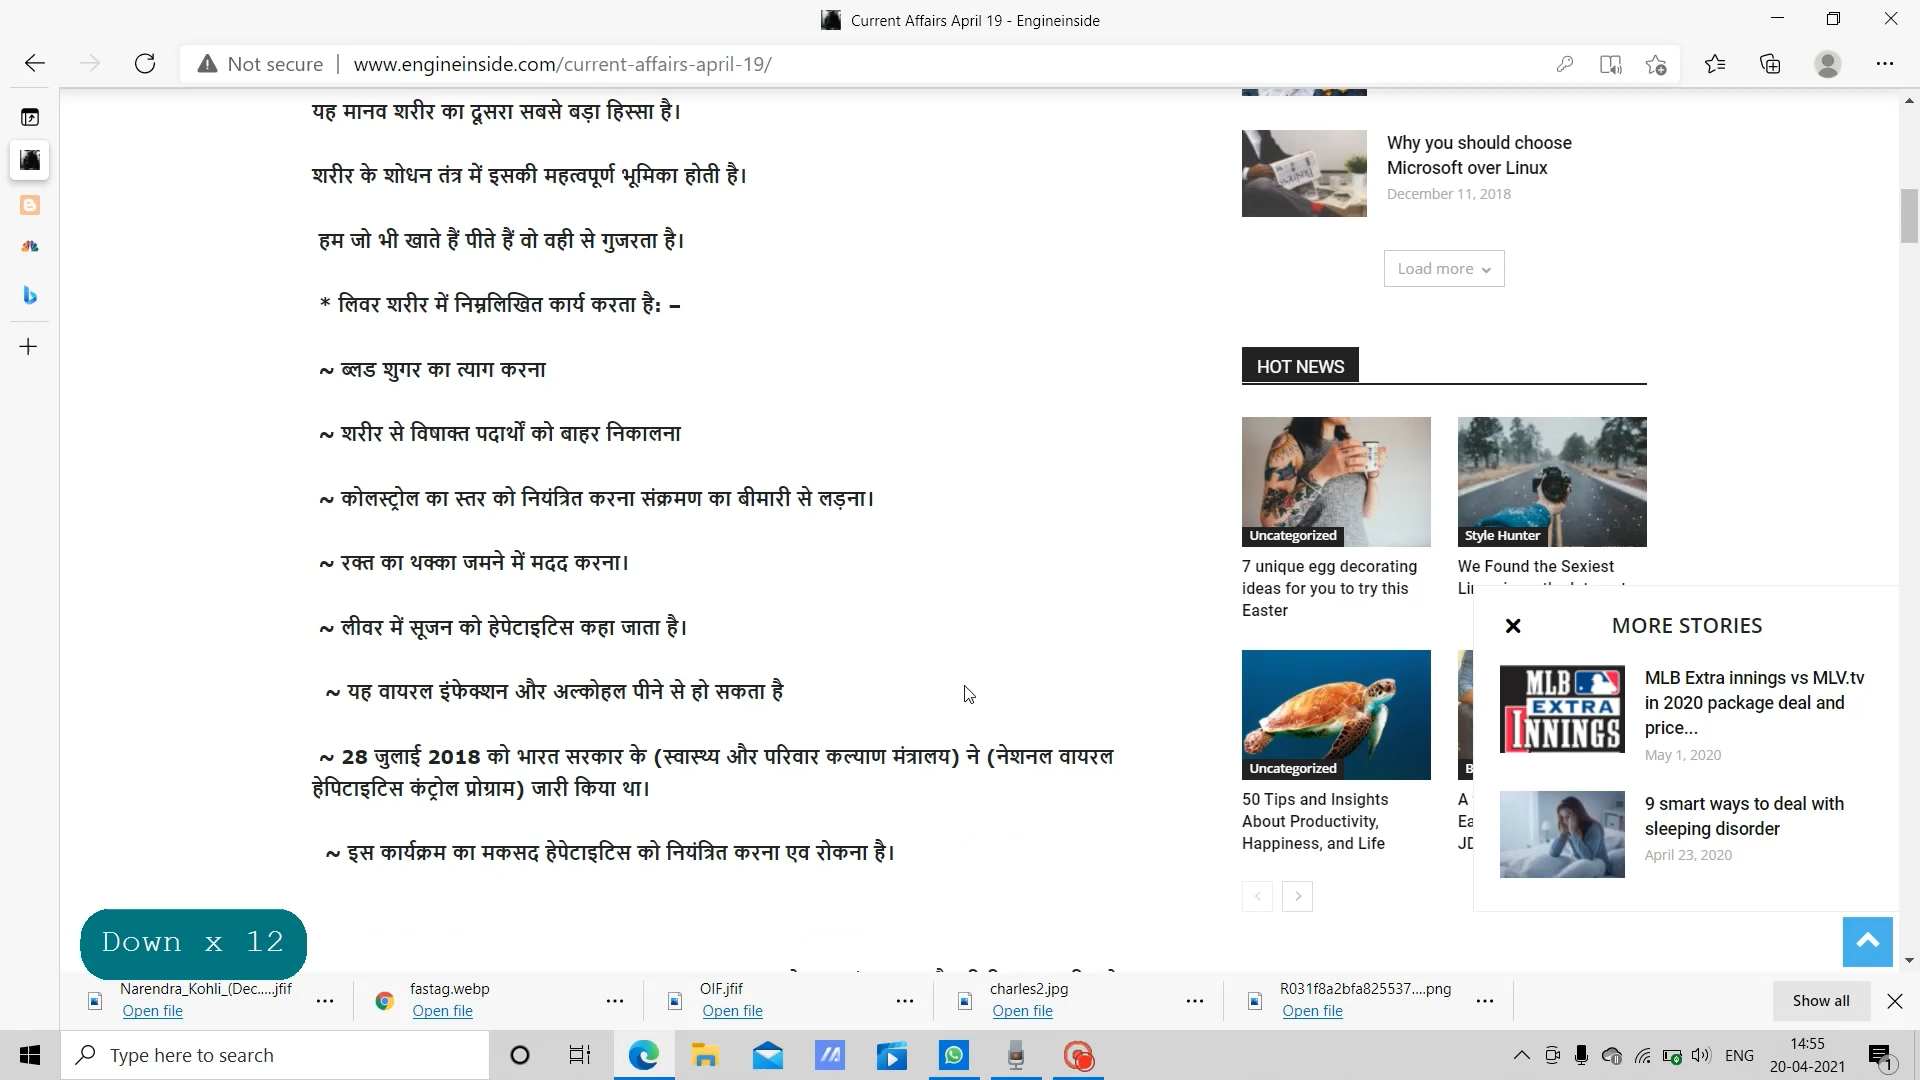 Current Affairs April 19 - Engineinside
Not secure
www.engineinside.com/current-affairs-april-19/
यह मानव शरीर का दूसरा सबसे बड़ा हिस्सा है।
शरीर के शोधन तंत्र में इसकी महत्वपूर्ण भूमिका होती है।
हम जो भी खाते हैं पीते हैं वो वही से गुजरता है।
* लिवर शरीर में निम्नलिखित कार्य करता है: –
~ ब्लड शुगर का त्याग करना
~ शरीर से विषाक्त पदार्थों को बाहर निकालना
~ कोलस्ट्रोल का स्तर को नियंत्रित करना संक्रमण का बीमारी से लड़ना।
~ रक्त का थक्का जमने में मदद करना।
~ लीवर में सूजन को हेपेटाइटिस कहा जाता है।
~ यह वायरल इंफेक्शन और अल्कोहल पीने से हो सकता है
~ 28 जुलाई 2018 को भारत सरकार के (स्वास्थ्य और परिवार कल्याण मंत्रालय) ने (नेशनल वायरल
हेपिटाइटिस कंट्रोल प्रोग्राम) जारी किया था।
~ इस कार्यक्रम का मकसद हेपेटाइटिस को नियंत्रित करना एव रोकना है।
Why you should choose
Microsoft over Linux
December 11, 2018
Load more
HOT NEWS
Uncategorized
7 unique egg decorating
ideas for you to try this
Easter
Style Hunter
We Found the Sexiest
Uncategorized
50 Tips and Insights
About Productivity,
Happiness, and Life
A
Ea
JD
MORE STORIES
MLB
EXTRA
INNINGS
MLB Extra innings vs MLV.tv
in 2020 package deal and
price...
May 1, 2020
9 smart ways to deal with
sleeping disorder
April 23, 2020
Down x 12
Narendra_Kohli_(Dec.....jfif
Open file
fastag.webp
Open file
OIF.jfif
Open file
charles2.jpg
Open file
R031f8a2bfa825537....png
Open file
Show all
Type here to search
ENG
14:55
20-04-2021
1